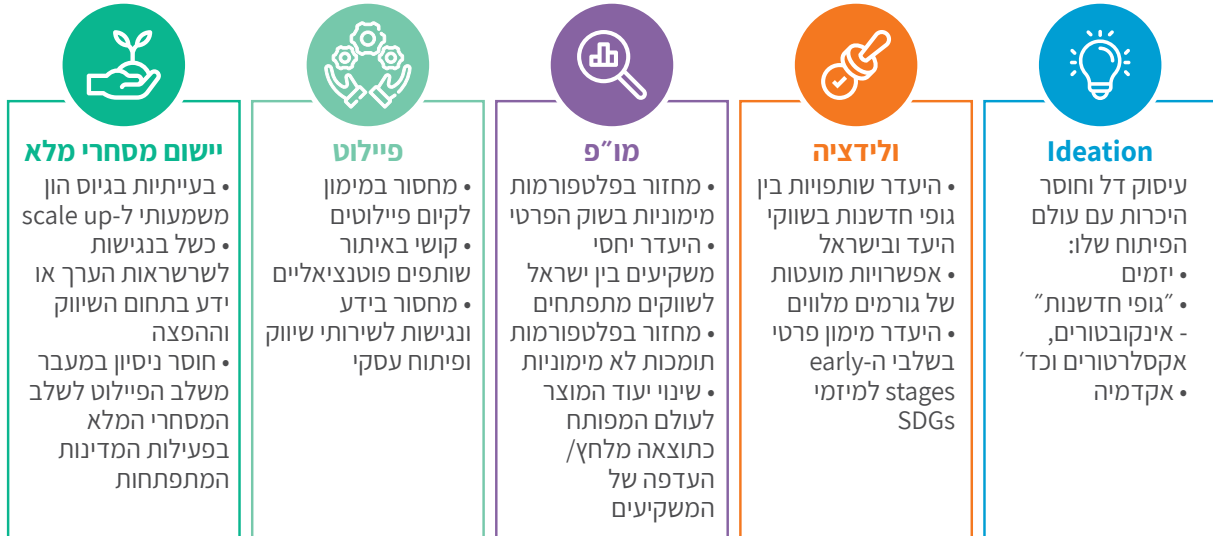 Ideation
עיסוק דל וחוסר
היכרות עם עולם
הפיתוח שלו:
• יזמים
• ״גופי חדשנות״
- אינקובטורים,
אקסלרטורים וכד׳
• אקדמיה
ולידציה
• היעדר שותפויות בין
גופי חדשנות בשווקי
היעד ובישראל
• אפשרויות מועטות
של גורמים מלווים
• היעדר מימון פרטי
בשלבי ה-early
stages למיזמי
SDGs
מו״פ
• מחזור בפלטפורמות
מימוניות בשוק הפרטי
• היעדר יחסי
משקיעים בין ישראל
לשווקים מתפתחים
• מחזור בפלטפורמות
תומכות לא מימוניות
• שינוי יעוד המוצר
לעולם המפותח
כתוצאה מלחץ/
העדפה של
המשקיעים
פיילוט
• מחסור במימון
לקיום פיילוטים
• קושי באיתור
שותפים פוטנציאליים
• מחסור בידע
ונגישות לשירותי שיווק
ופיתוח עסקי
יישום מסחרי מלא
• בעייתיות בגיוס הון
משמעותי ל-scale up
• כשל בנגישות
לשרשראות הערך או
ידע בתחום השיווק
וההפצה
• חוסר ניסיון במעבר
משלב הפיילוט לשלב
המסחרי המלא
בפעילות המדינות
המתפתחות